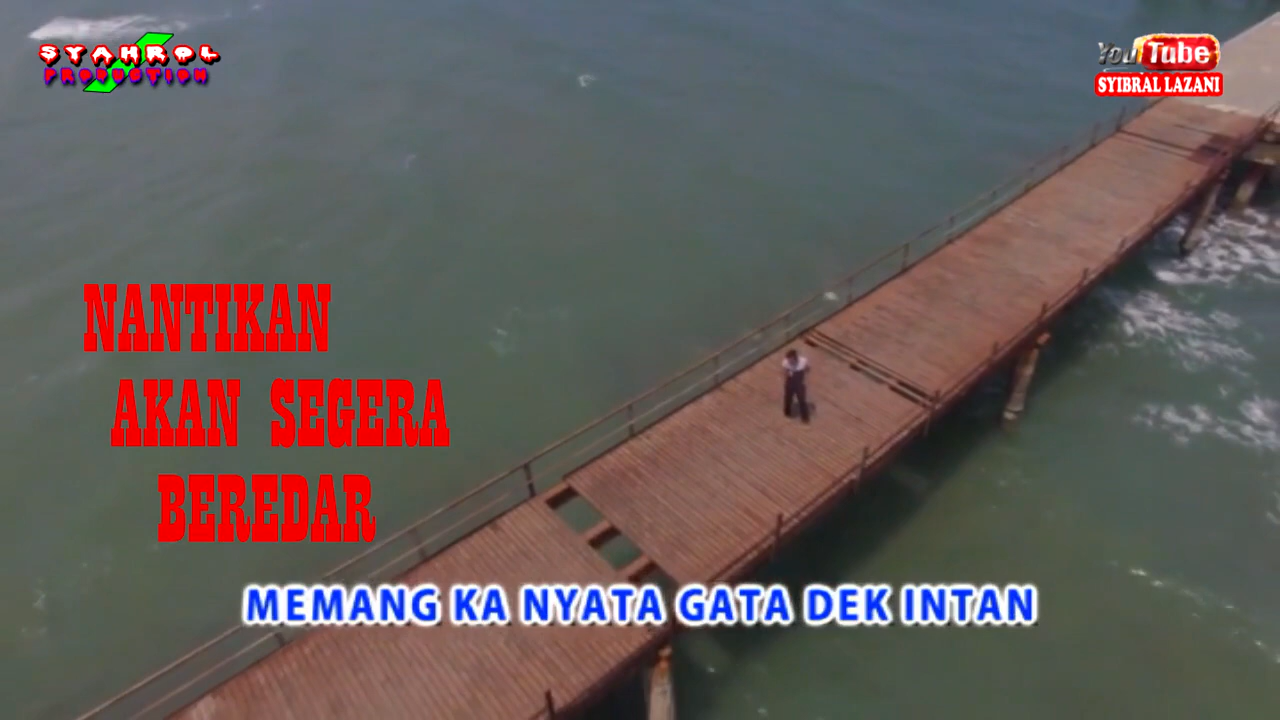 SYAHROL
PRODUCTION
YouTube
SYIBRAL LAZANI
NANTIKAN
AKAN SEGERA
BEREDAR
MEMANG KA NYATA GATA DEK INTAN